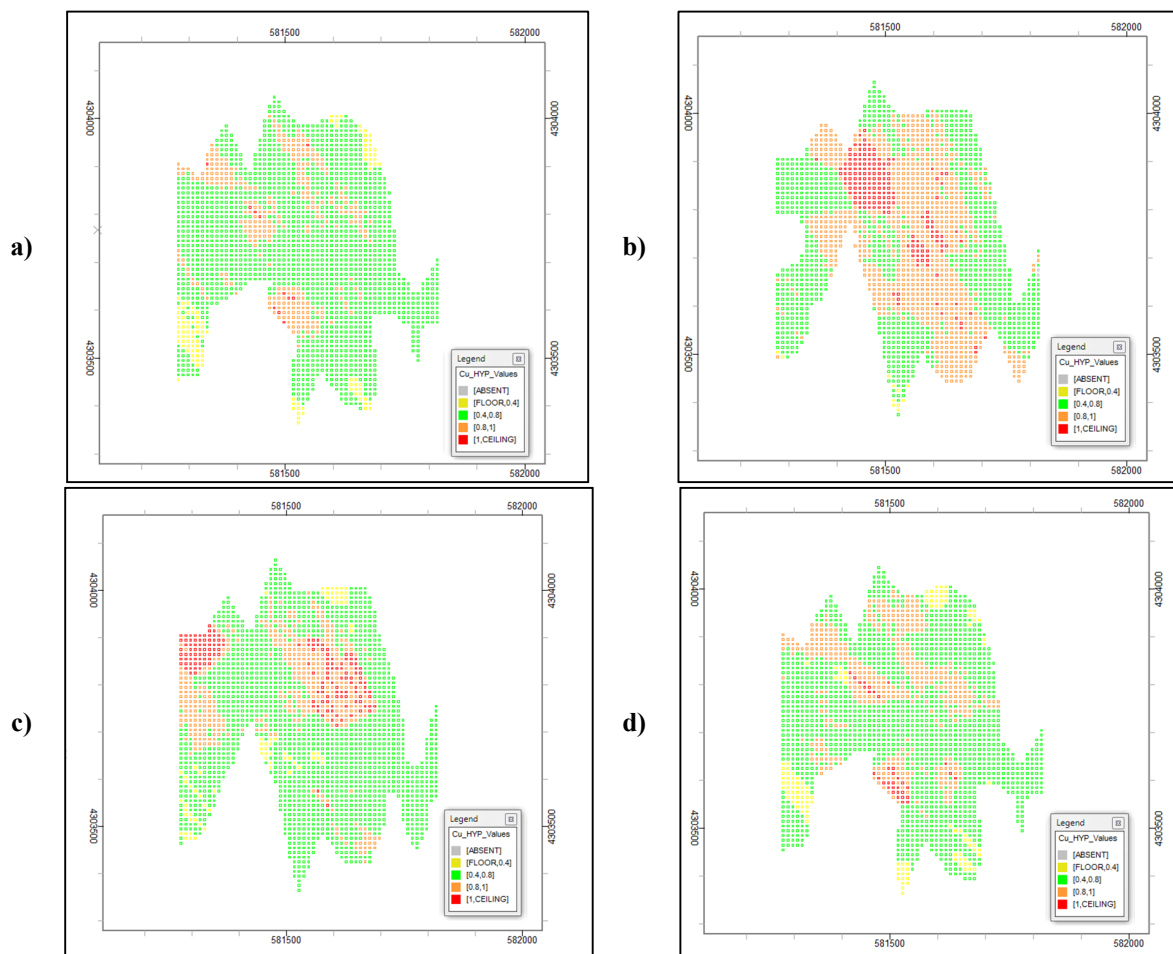 581500 582000
4304000 4304000
a)
4303500 4303500
Legend
Cu_HYP_Values
[ABSENT]
[FLOOR,0.4]
[0.4,0.8]
[0.8,1]
[1,CEILING]
581500 582000
4304000 4304000
b)
4303500 4303500
Legend
Cu_HYP_Values
[ABSENT]
[FLOOR,0.4]
[0.4,0.8]
[0.8,1]
[1,CEILING]
581500 582000
4304000 4304000
c)
4303500 4303500
Legend
Cu_HYP_Values
[ABSENT]
[FLOOR,0.4]
[0.4,0.8]
[0.8,1]
[1,CEILING]
581500 582000
581500 582000
4304000 4304000
d)
4303500 4303500
Legend
Cu_HYP_Values
[ABSENT]
[FLOOR,0.4]
[0.4,0.8]
[0.8,1]
[1,CEILING]
581500 582000